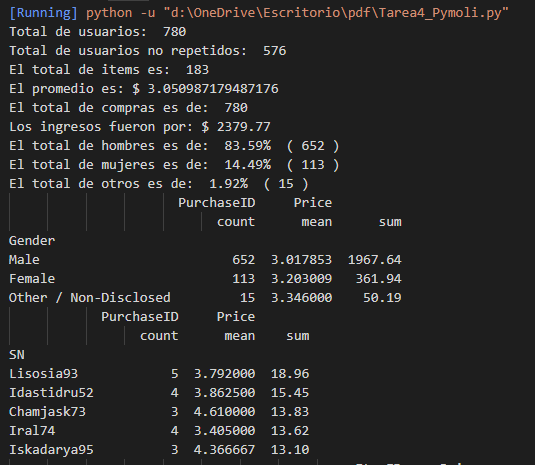 [Running] python -u "d:\OneDrive\Escritorio\pdf\Tarea4_Pymoli.py"
Total de usuarios:  780
Total de usuarios no repetidos:  576
El total de items es:  183
El promedio es: $ 3.050987179487176
El total de compras es de:  780
Los ingresos fueron por: $ 2379.77
El total de hombres es de:  83.59%  ( 652 )
El total de mujeres es de:  14.49% ( 113 )
El total de otros es de:  1.92%  ( 15 )
PurchaseID     Price
count      mean      sum
Gender
Male                          652  3.017853  1967.64
Female                        113  3.203009   361.94
Other / Non-Disclosed          15  3.346000    50.19
PurchaseID     Price
count      mean    sum
SN
Lisosia93            5  3.792000  18.96
Idastidru52          4  3.862500  15.45
Chamjask73           3  4.610000  13.83
Iral74               4  3.405000  13.62
Iskadarya95          3  4.366667  13.10